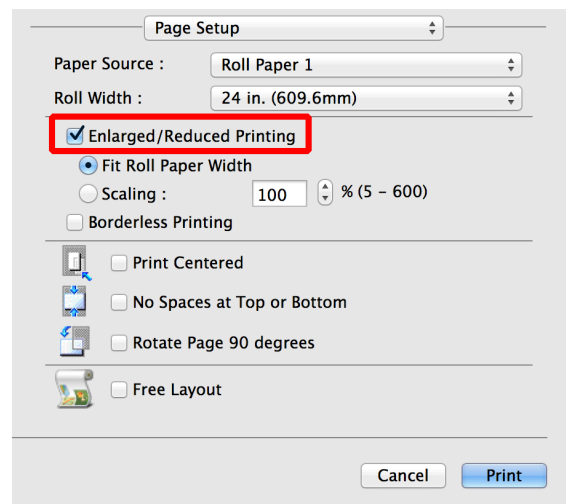 Page Setup
Paper Source : Roll Paper 1
Roll Width : 24 in. (609.6mm)
Enlarged/Reduced Printing
Fit Roll Paper Width
Scaling : 100 % (5 - 600)
Borderless Printing
Print Centered
No Spaces at Top or Bottom
Rotate Page 90 degrees
Free Layout
Cancel Print